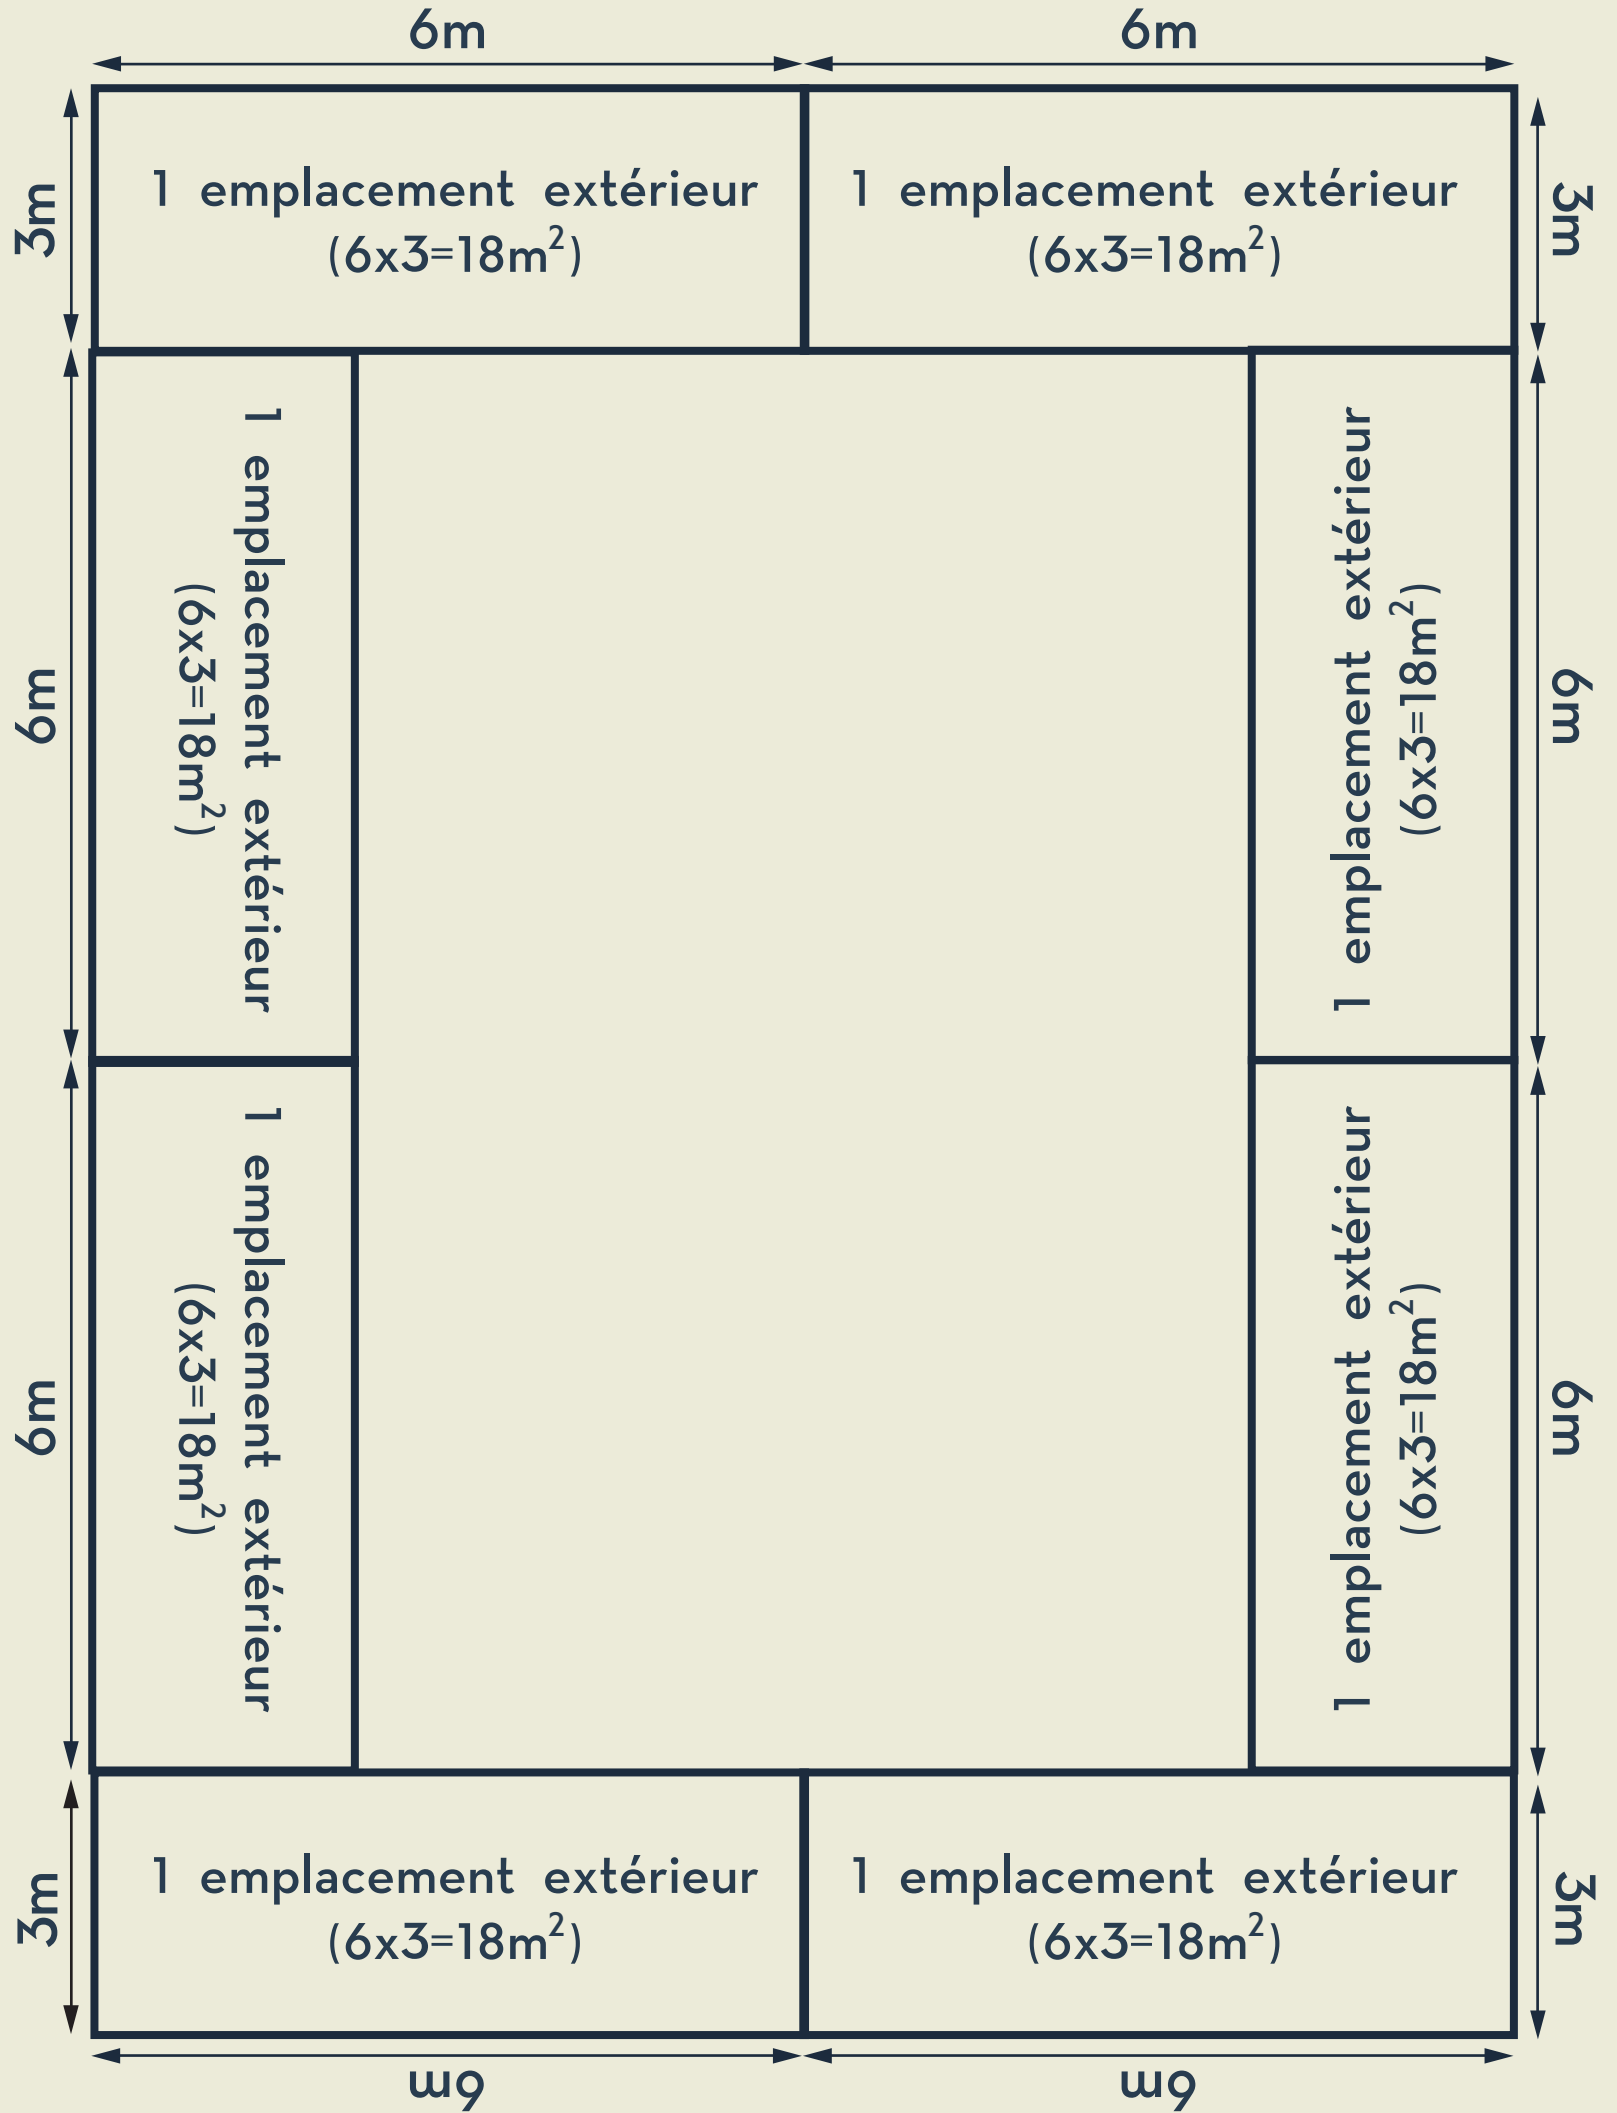 6m
6m
3m
1 emplacement extérieur
(6x3=18m²)
1 emplacement extérieur
(6x3=18m²)
3m
6m
1 emplacement extérieur
(6x3=18m²)
1 emplacement extérieur
(6x3=18m²)
6m
6m
1 emplacement extérieur
(6x3=18m²)
1 emplacement extérieur
(6x3=18m²)
6m
3m
1 emplacement extérieur
(6x3=18m²)
1 emplacement extérieur
(6x3=18m²)
3m
6m
6m